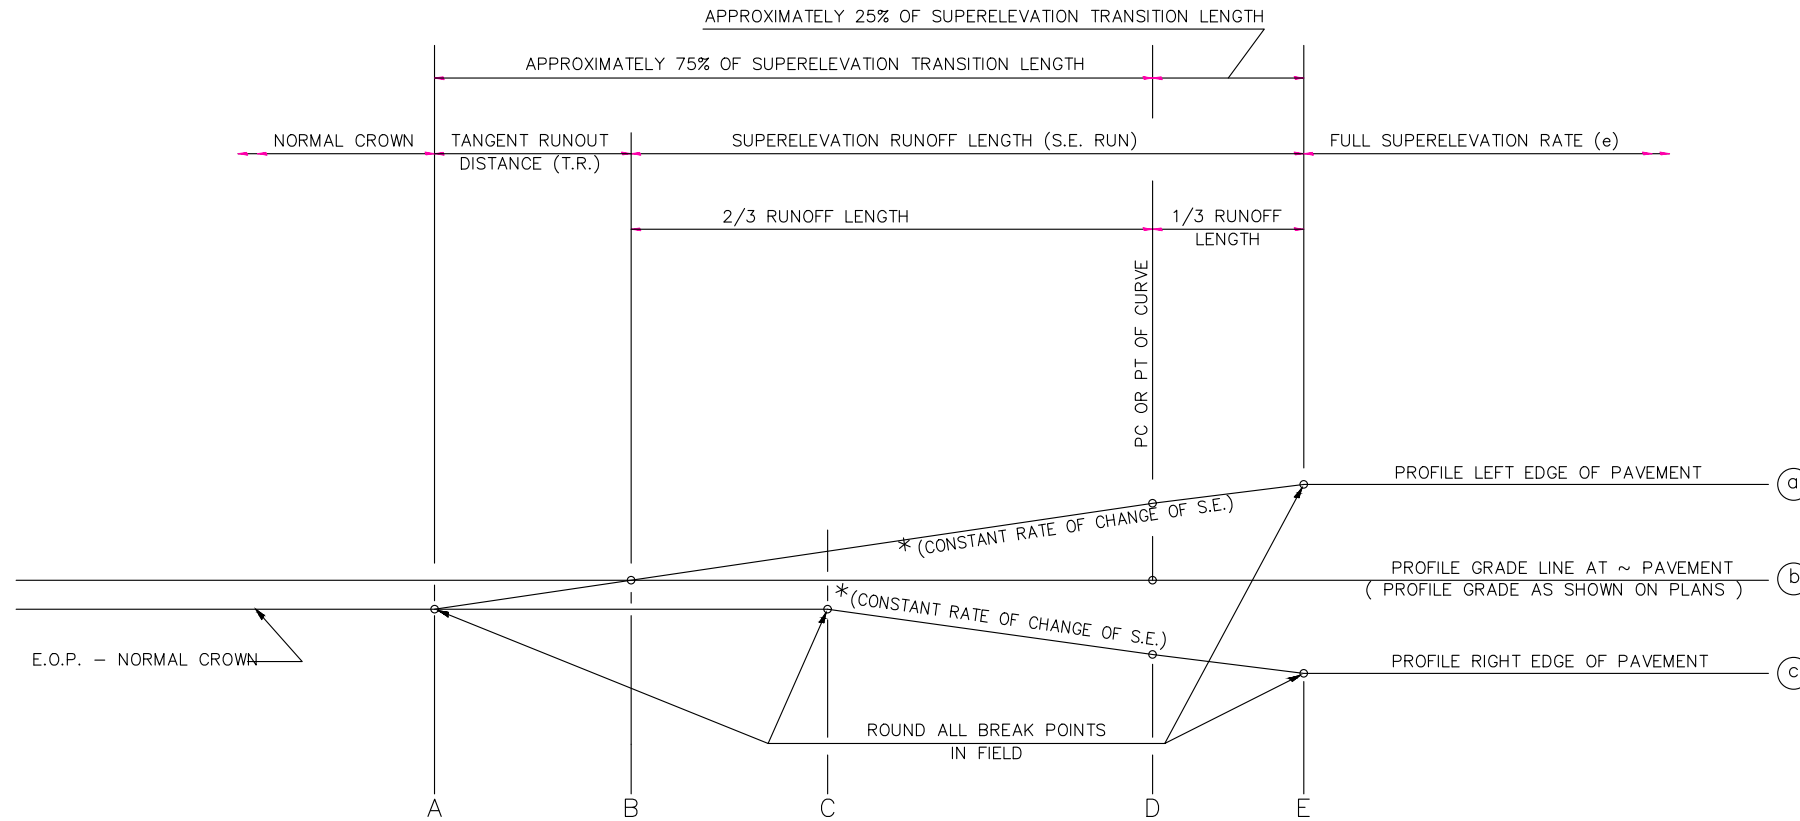 APPROXIMATELY 25% OF SUPERELEVATION TRANSITION LENGTH
APPROXIMATELY 75% OF SUPERELEVATION TRANSITION LENGTH
NORMAL CROWN
TANGENT RUNOUT
DISTANCE (T.R.)
SUPERELEVATION RUNOFF LENGTH (S.E. RUN)
FULL SUPERELEVATION RATE (e)
2/3 RUNOFF LENGTH
1/3 RUNOFF
LENGTH
PC OR PT OF CURVE
PROFILE LEFT EDGE OF PAVEMENT
a
* (CONSTANT RATE OF CHANGE OF S.E.)
PROFILE GRADE LINE AT ~ PAVEMENT
( PROFILE GRADE AS SHOWN ON PLANS )
b
* (CONSTANT RATE OF CHANGE OF S.E.)
E.O.P. - NORMAL CROWN
PROFILE RIGHT EDGE OF PAVEMENT
c
ROUND ALL BREAK POINTS
IN FIELD
A
B
C
D
E